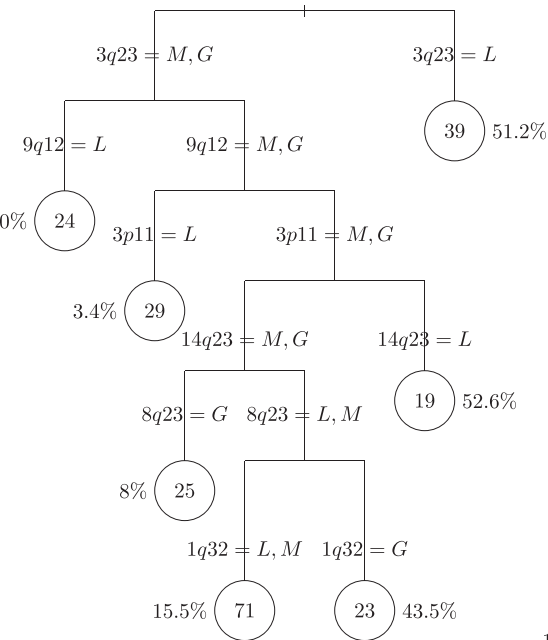 3q23 = M, G
3q23 = L
39
51.2%
9q12 = L
9q12 = M, G
0%
24
3p11 = L
3p11 = M, G
3.4%
29
14q23 = M, G
14q23 = L
19
52.6%
8q23 = G
8q23 = L, M
8%
25
1q32 = L, M
1q32 = G
15.5%
71
23
43.5%